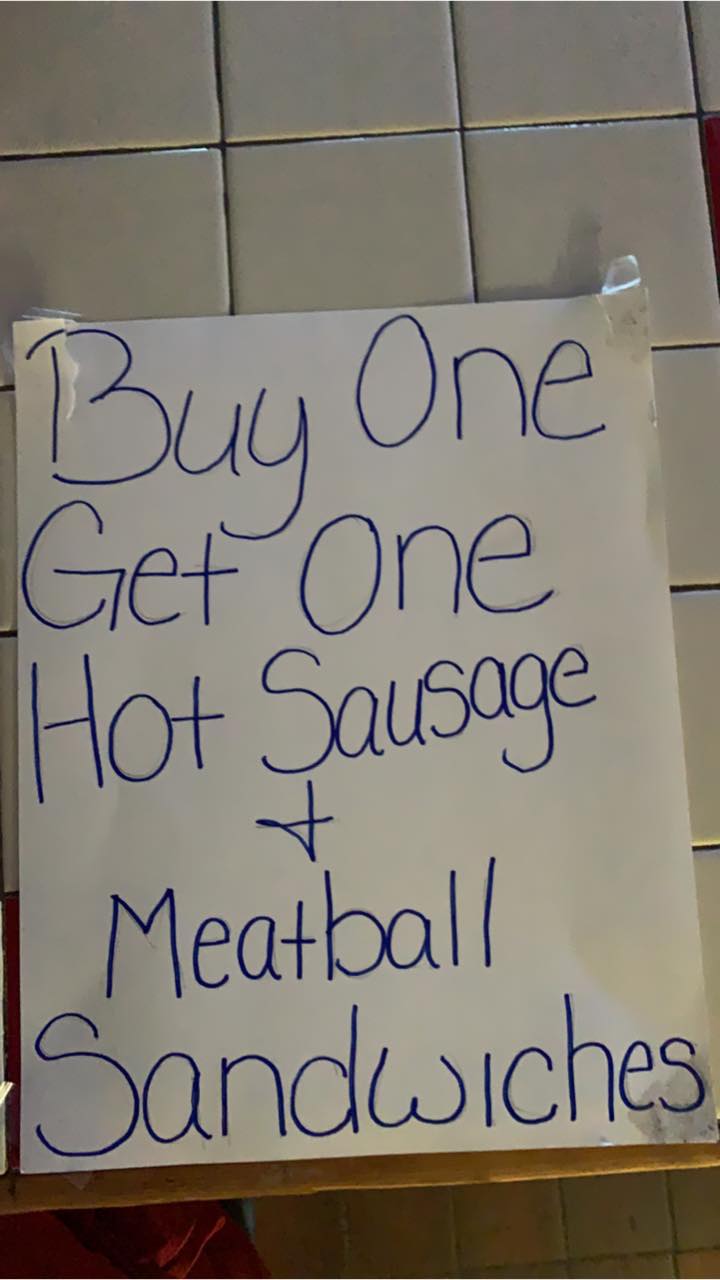 Buy One
Get One
Hot Sausage
+
Meatball
Sandwiches